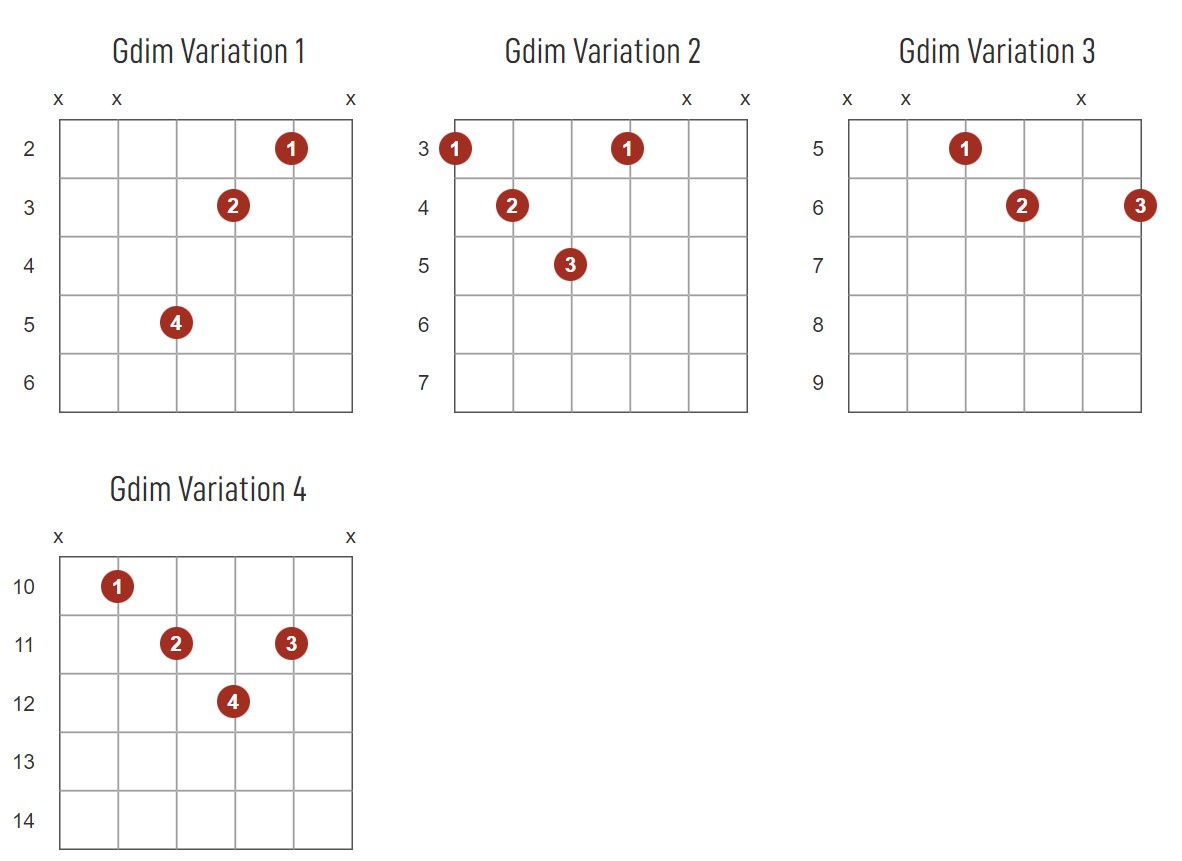 Gdim Variation 1
x x x
2 1
3 2
4
5 4
6
Gdim Variation 2
x x
3 1 1
4 2
5 3
6
7
Gdim Variation 3
x x x
5 1
6 2 3
7
8
9
Gdim Variation 4
x x
10 1
11 2 3
12 4
13
14